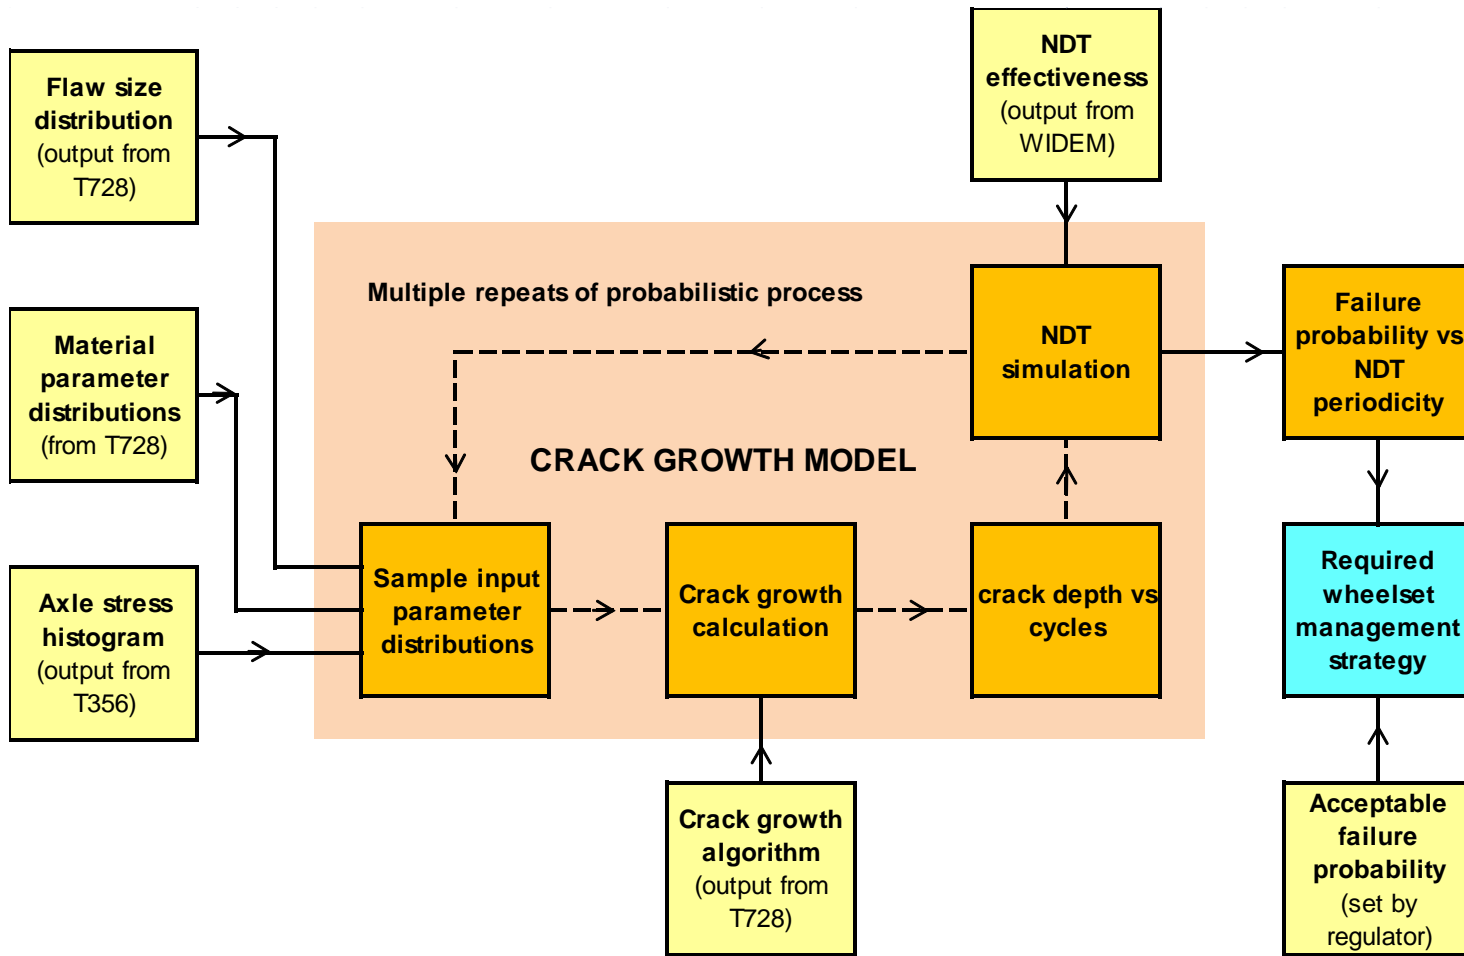 Flaw size
distribution
(output from
T728)
NDT
effectiveness
(output from
WIDEM)
Multiple repeats of probabilistic process
NDT
simulation
Failure
probability vs
NDT
periodicity
Material
parameter
distributions
(from T728)
CRACK GROWTH MODEL
Axle stress
histogram
(output from
T356)
Sample input
parameter
distributions
Crack growth
calculation
crack depth vs
cycles
Required
wheelset
management
strategy
Crack growth
algorithm
(output from
T728)
Acceptable
failure
probability
(set by
regulator)